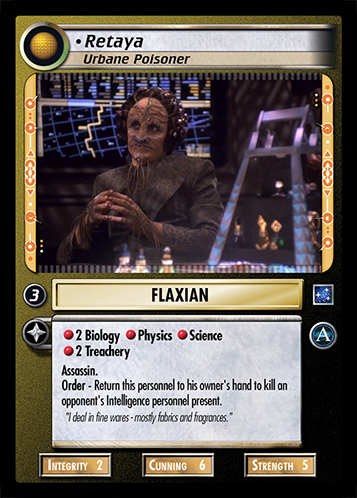 • Retaya
Urbane Poisoner
3
FLAXIAN
A
• 2 Biology • Physics • Science
• 2 Treachery
Assassin.
Order - Return this personnel to his owner's hand to kill an
opponent's Intelligence personnel present.
"I deal in fine wares - mostly fabrics and fragrances."
INTEGRITY 2 CUNNING 6 STRENGTH 5